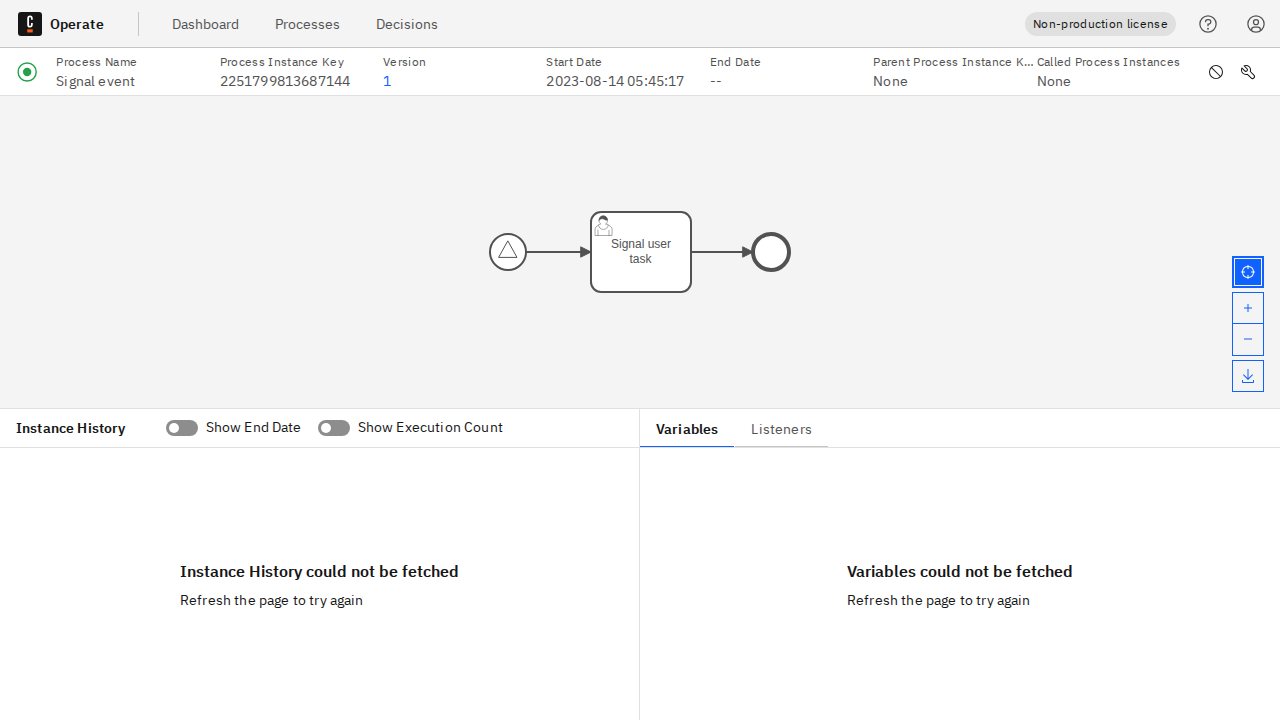 Operate
Dashboard
Processes
Decisions
Non-production license
Process Name
Signal event
Process Instance Key
2251799813687144
Version
1
Start Date
2023-08-14 05:45:17
End Date
--
Parent Process Instance K...
None
Called Process Instances
None
Signal user
task
Instance History
Show End Date
Show Execution Count
Variables
Listeners
Instance History could not be fetched
Refresh the page to try again
Variables could not be fetched
Refresh the page to try again